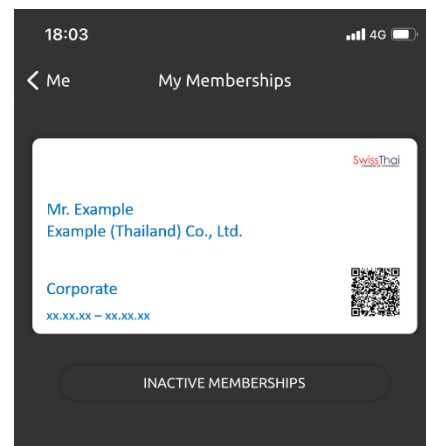 18:03
4G
Me
My Memberships
SwissThai
Mr. Example
Example (Thailand) Co., Ltd.
Corporate
xx.xx.xx – xx.xx.xx
INACTIVE MEMBERSHIPS